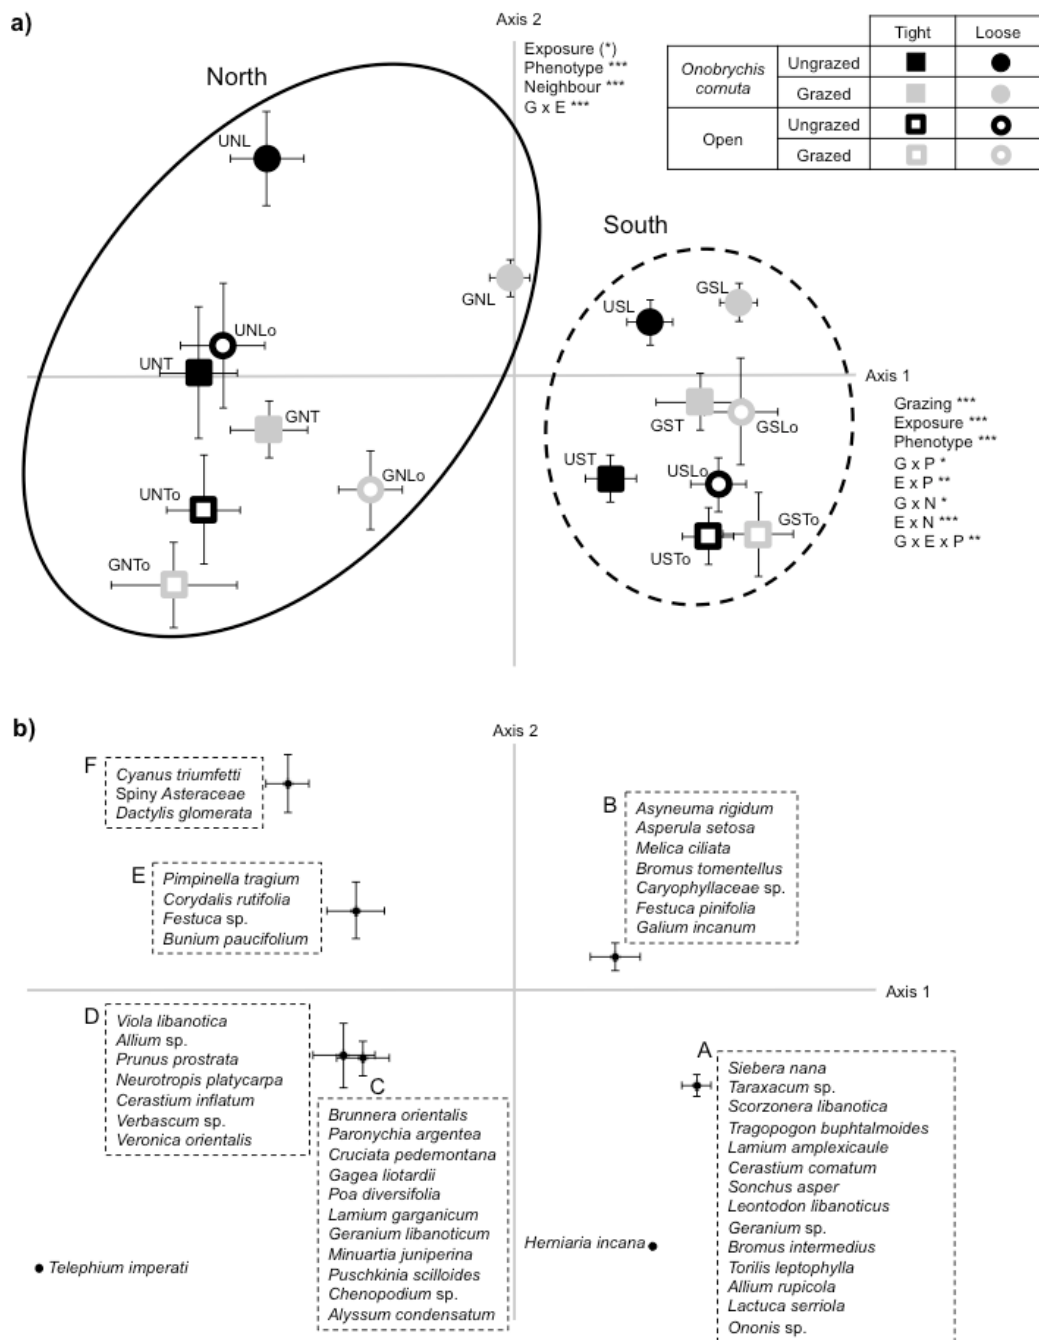 a)
Axis 2
Exposure (*)
Phenotype ***
Neighbour ***
G x E ***
Tight Loose
Onobrychis cornuta
Ungrazed
Grazed
Open
Ungrazed
Grazed
North
South
UNL
GNL
USL
GSL
UNLo
UNT
Axis 1
GNT
GST
GSLo
Grazing ***
Exposure ***
Phenotype ***
G x P *
E x P **
G x N *
E x N ***
G x E x P **
UST
GNLo
USLo
UNTo
GSTo
USTo
GNTo
b)
Axis 2
F
Cyanus triumfetti
Spiny Asteraceae
Dactylis glomerata
B
Asyneuma rigidum
Asperula setosa
Melica ciliata
Bromus tomentellus
Caryophyllaceae sp.
Festuca pinifolia
Galium incanum
E
Pimpinella tragium
Corydalis rutifolia
Festuca sp.
Bunium paucifolium
Axis 1
D
Viola libanotica
Allium sp.
Prunus prostrata
Neurotropis platycarpa
Cerastium inflatum
Verbascum sp.
Veronica orientalis
C
Brunnera orientalis
Paronychia argentea
Cruciata pedemontana
Gagea liotardii
Poa diversifolia
Lamium garganicum
Geranium libanoticum
Minuartia juniperina
Puschkinia scilloides
Chenopodium sp.
Alyssum condensatum
A
Siebera nana
Taraxacum sp.
Scorzonera libanotica
Tragopogon buphtalmoides
Lamium amplexicaule
Cerastium comatum
Sonchus asper
Leontodon libanoticus
Geranium sp.
Bromus intermedius
Torilis leptophylla
Allium rupicola
Lactuca serriola
Ononis sp.
Herniaria incana
Telephium imperati